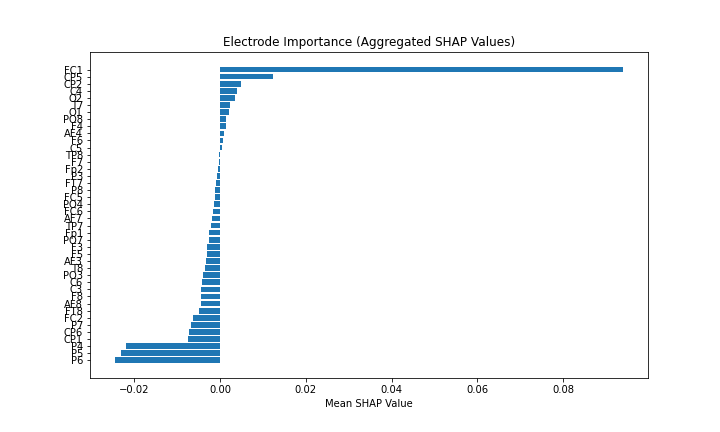 Electrode Importance (Aggregated SHAP Values)
FC1
CP5
CP2
C4
O2
T7
O1
PO8
F4
AF4
F6
C5
TP8
F7
Fp2
P3
FT7
P8
FC5
PO4
FC6
AF7
TP7
Fp1
PO7
F3
F5
AF3
T8
PO3
C6
C3
F8
AF8
FT8
FC2
P7
CP6
CP1
P4
P5
P6
−0.02 0.00 0.02 0.04 0.06 0.08
Mean SHAP Value